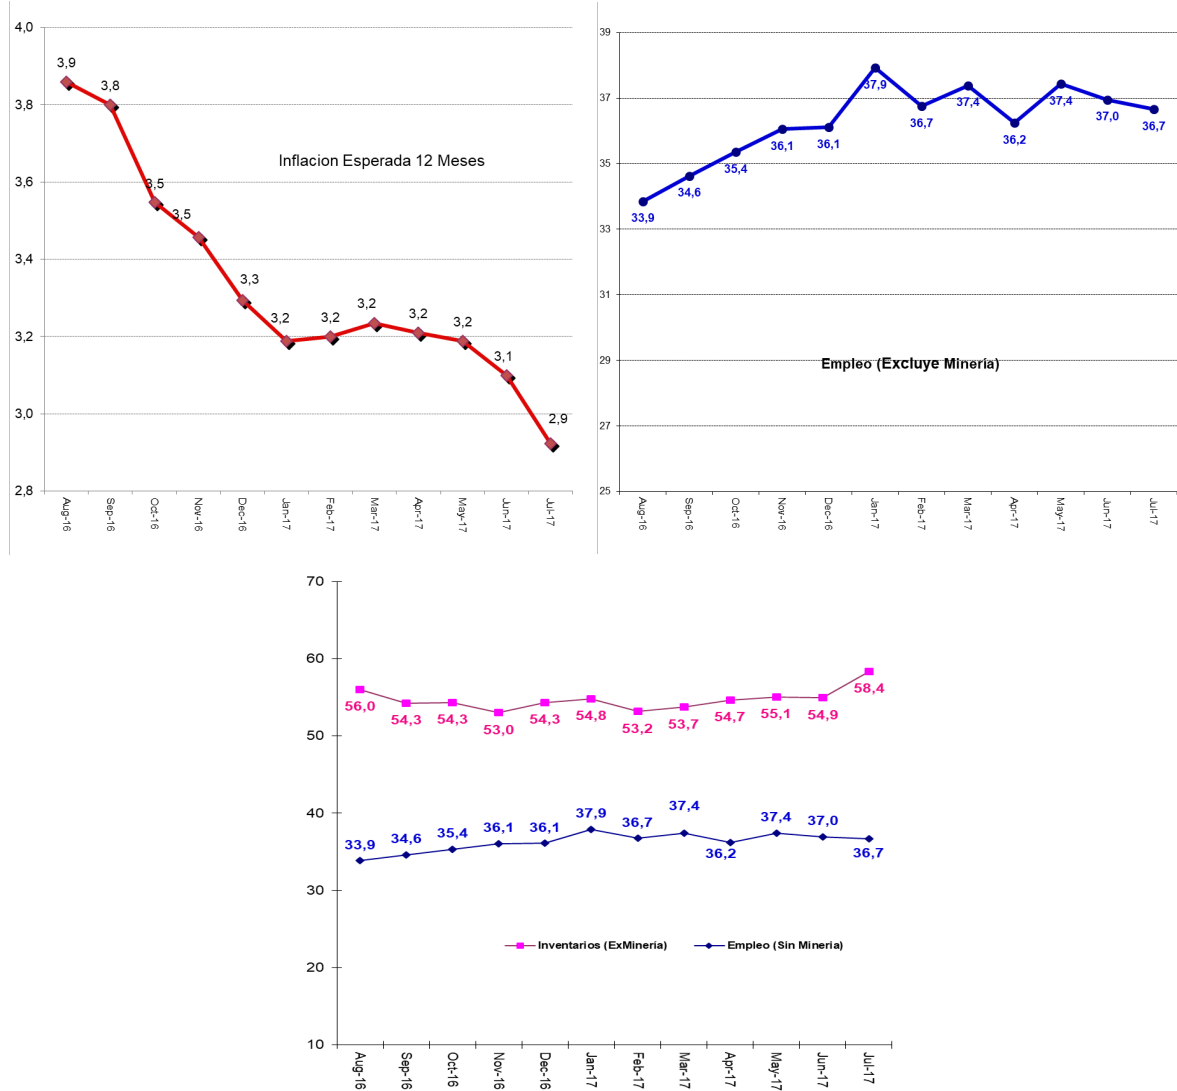 4,0
3,8
3,6
3,4
3,2
3,0
2,8
3,9
3,8
3,5
3,5
3,3
3,2
3,2
3,2
3,2
3,2
3,1
2,9
Inflacion Esperada 12 Meses
Aug-16
Sep-16
Oct-16
Nov-16
Dec-16
Jan-17
Feb-17
Mar-17
Apr-17
May-17
Jun-17
Jul-17
39
37
35
33
31
29
27
25
33,9
34,6
35,4
36,1
36,1
37,9
36,7
37,4
36,2
37,4
37,0
36,7
Empleo (Excluye Minería)
Aug-16
Sep-16
Oct-16
Nov-16
Dec-16
Jan-17
Feb-17
Mar-17
Apr-17
May-17
Jun-17
Jul-17
70
60
50
40
30
20
10
56,0
54,3
54,3
53,0
54,3
54,8
53,2
53,7
54,7
55,1
54,9
58,4
33,9
34,6
35,4
36,1
36,1
37,9
36,7
37,4
36,2
37,4
37,0
36,7
Inventarios (ExMineria)
Empleo (Sin Mineria)
Aug-16
Sep-16
Oct-16
Nov-16
Dec-16
Jan-17
Feb-17
Mar-17
Apr-17
May-17
Jun-17
Jul-17